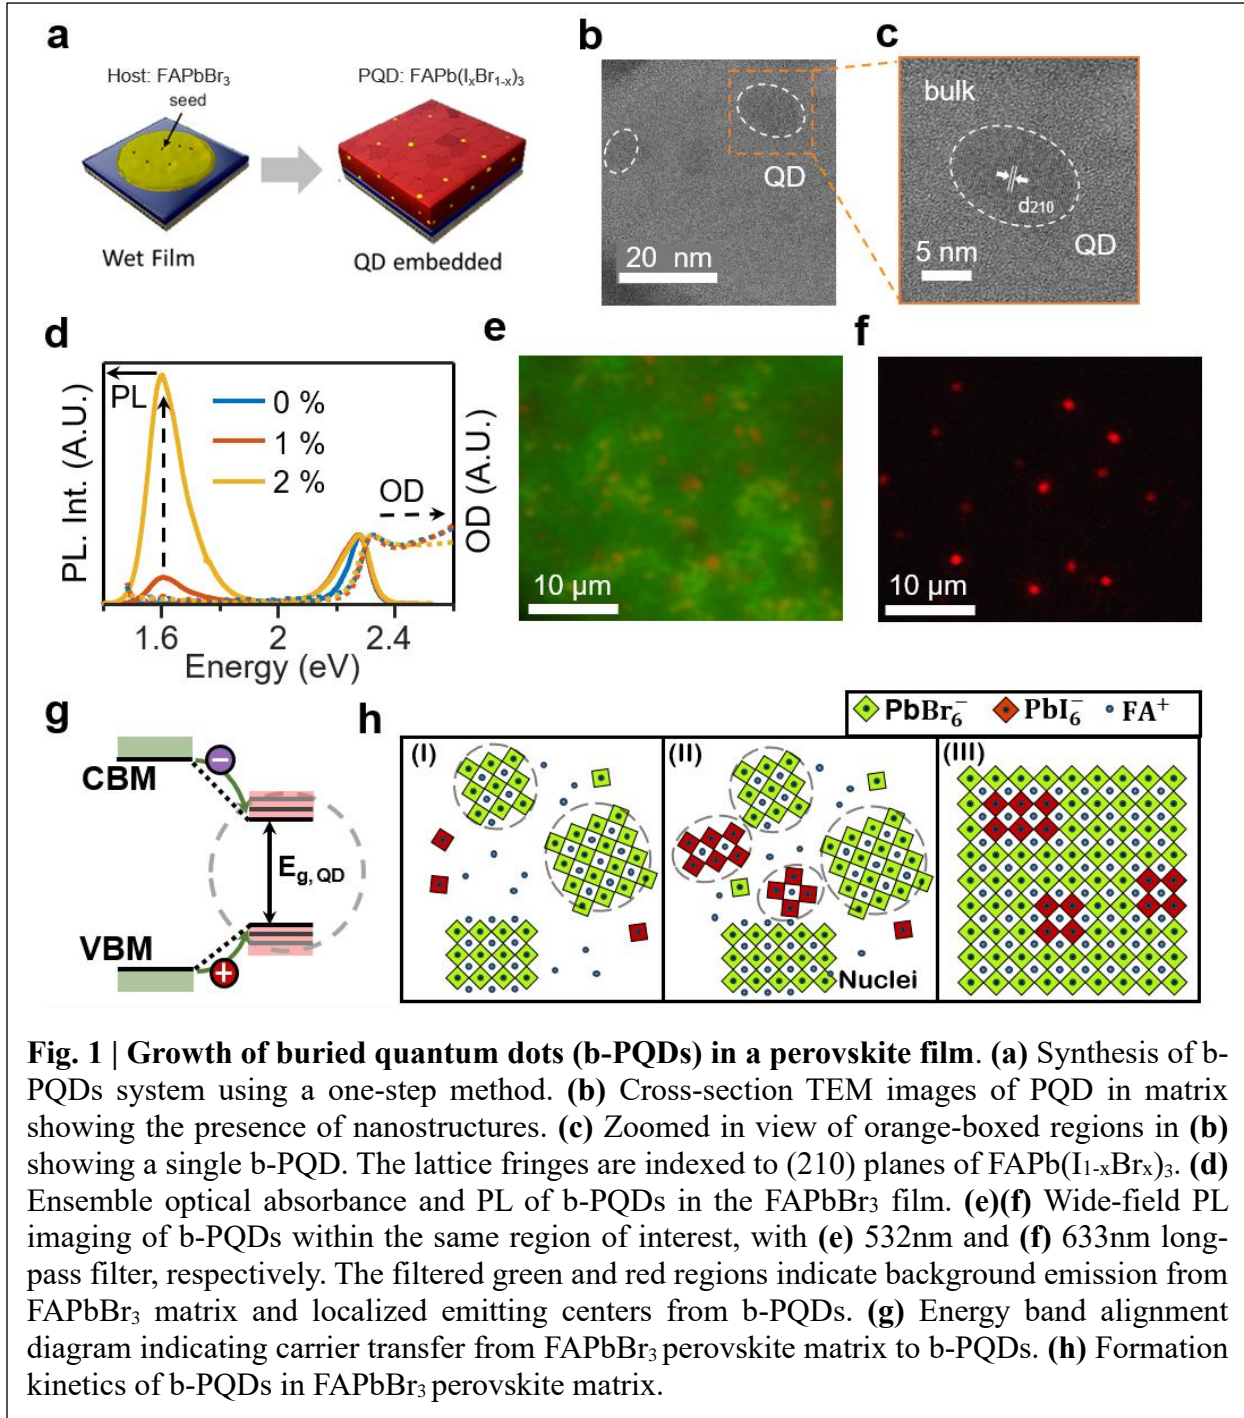 a
Host: FAPbBr₃
seed
Wet Film
PQD: FAPb(IₓBr₁₋ₓ)₃
QD embedded
b
QD
20 nm
c
bulk
d₂₁₀
QD
5 nm
d
PL
0 %
1 %
2 %
OD
PL. Int. (A.U.)
OD (A.U.)
1.6
2
2.4
Energy (eV)
e
10 µm
f
10 µm
g
CBM
−
E_g, QD
VBM
+
h
PbBr₆⁻ PbI₆⁻ FA⁺
(I)
(II)
Nuclei
(III)
Fig. 1 | Growth of buried quantum dots (b-PQDs) in a perovskite film. (a) Synthesis of b-
PQDs system using a one-step method. (b) Cross-section TEM images of PQD in matrix
showing the presence of nanostructures. (c) Zoomed in view of orange-boxed regions in (b)
showing a single b-PQD. The lattice fringes are indexed to (210) planes of FAPb(I₁₋ₓBrₓ)₃. (d)
Ensemble optical absorbance and PL of b-PQDs in the FAPbBr₃ film. (e)(f) Wide-field PL
imaging of b-PQDs within the same region of interest, with (e) 532nm and (f) 633nm long-
pass filter, respectively. The filtered green and red regions indicate background emission from
FAPbBr₃ matrix and localized emitting centers from b-PQDs. (g) Energy band alignment
diagram indicating carrier transfer from FAPbBr₃ perovskite matrix to b-PQDs. (h) Formation
kinetics of b-PQDs in FAPbBr₃ perovskite matrix.